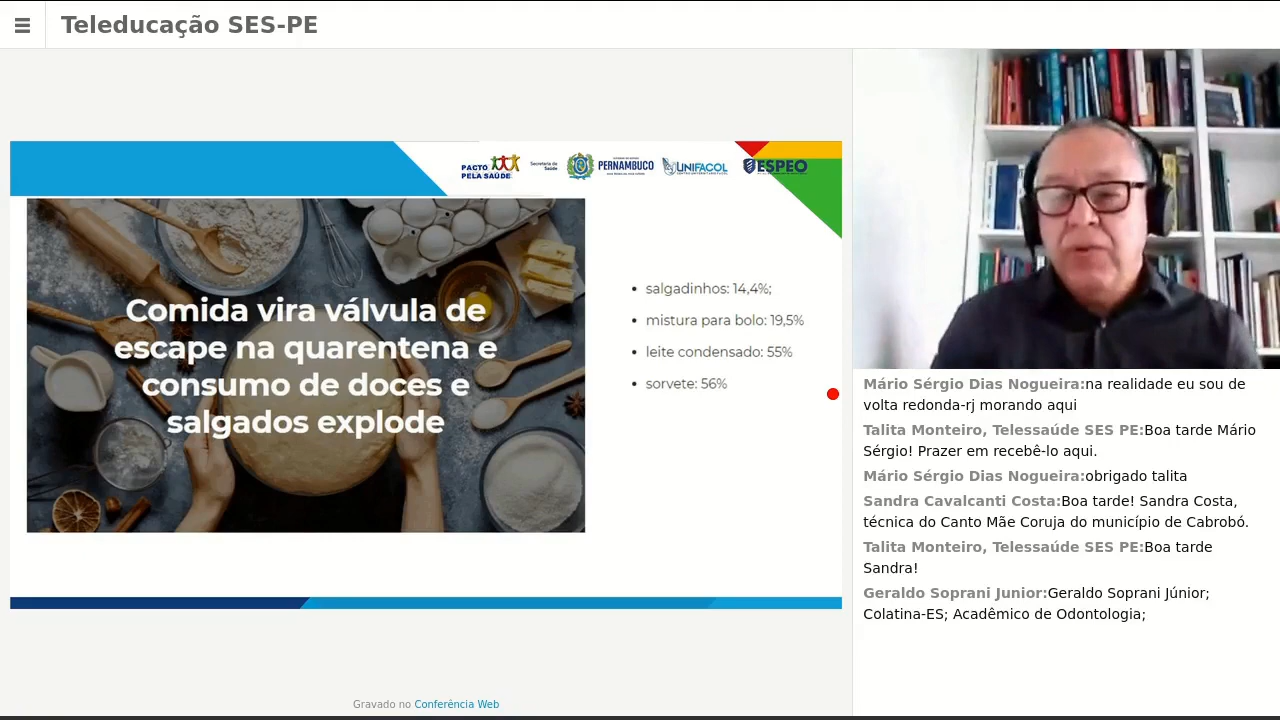 Teleducação SES-PE
PACTO
PELA SAÚDE
Secretaria de
Saúde
PERNAMBUCO
UNIFACOL
ESPEO
Comida vira válvula de
escape na quarentena e
consumo de doces e
salgados explode
• salgadinhos: 14,4%;
• mistura para bolo: 19,5%
• leite condensado: 55%
• sorvete: 56%
Mário Sérgio Dias Nogueira:na realidade eu sou de
volta redonda-rj morando aqui
Talita Monteiro, Telessaúde SES PE:Boa tarde Mário
Sérgio! Prazer em recebê-lo aqui.
Mário Sérgio Dias Nogueira:obrigado talita
Sandra Cavalcanti Costa:Boa tarde! Sandra Costa,
técnica do Canto Mãe Coruja do município de Cabrobó.
Talita Monteiro, Telessaúde SES PE:Boa tarde
Sandra!
Geraldo Soprani Junior:Geraldo Soprani Júnior;
Colatina-ES; Acadêmico de Odontologia;
Gravado no Conferência Web